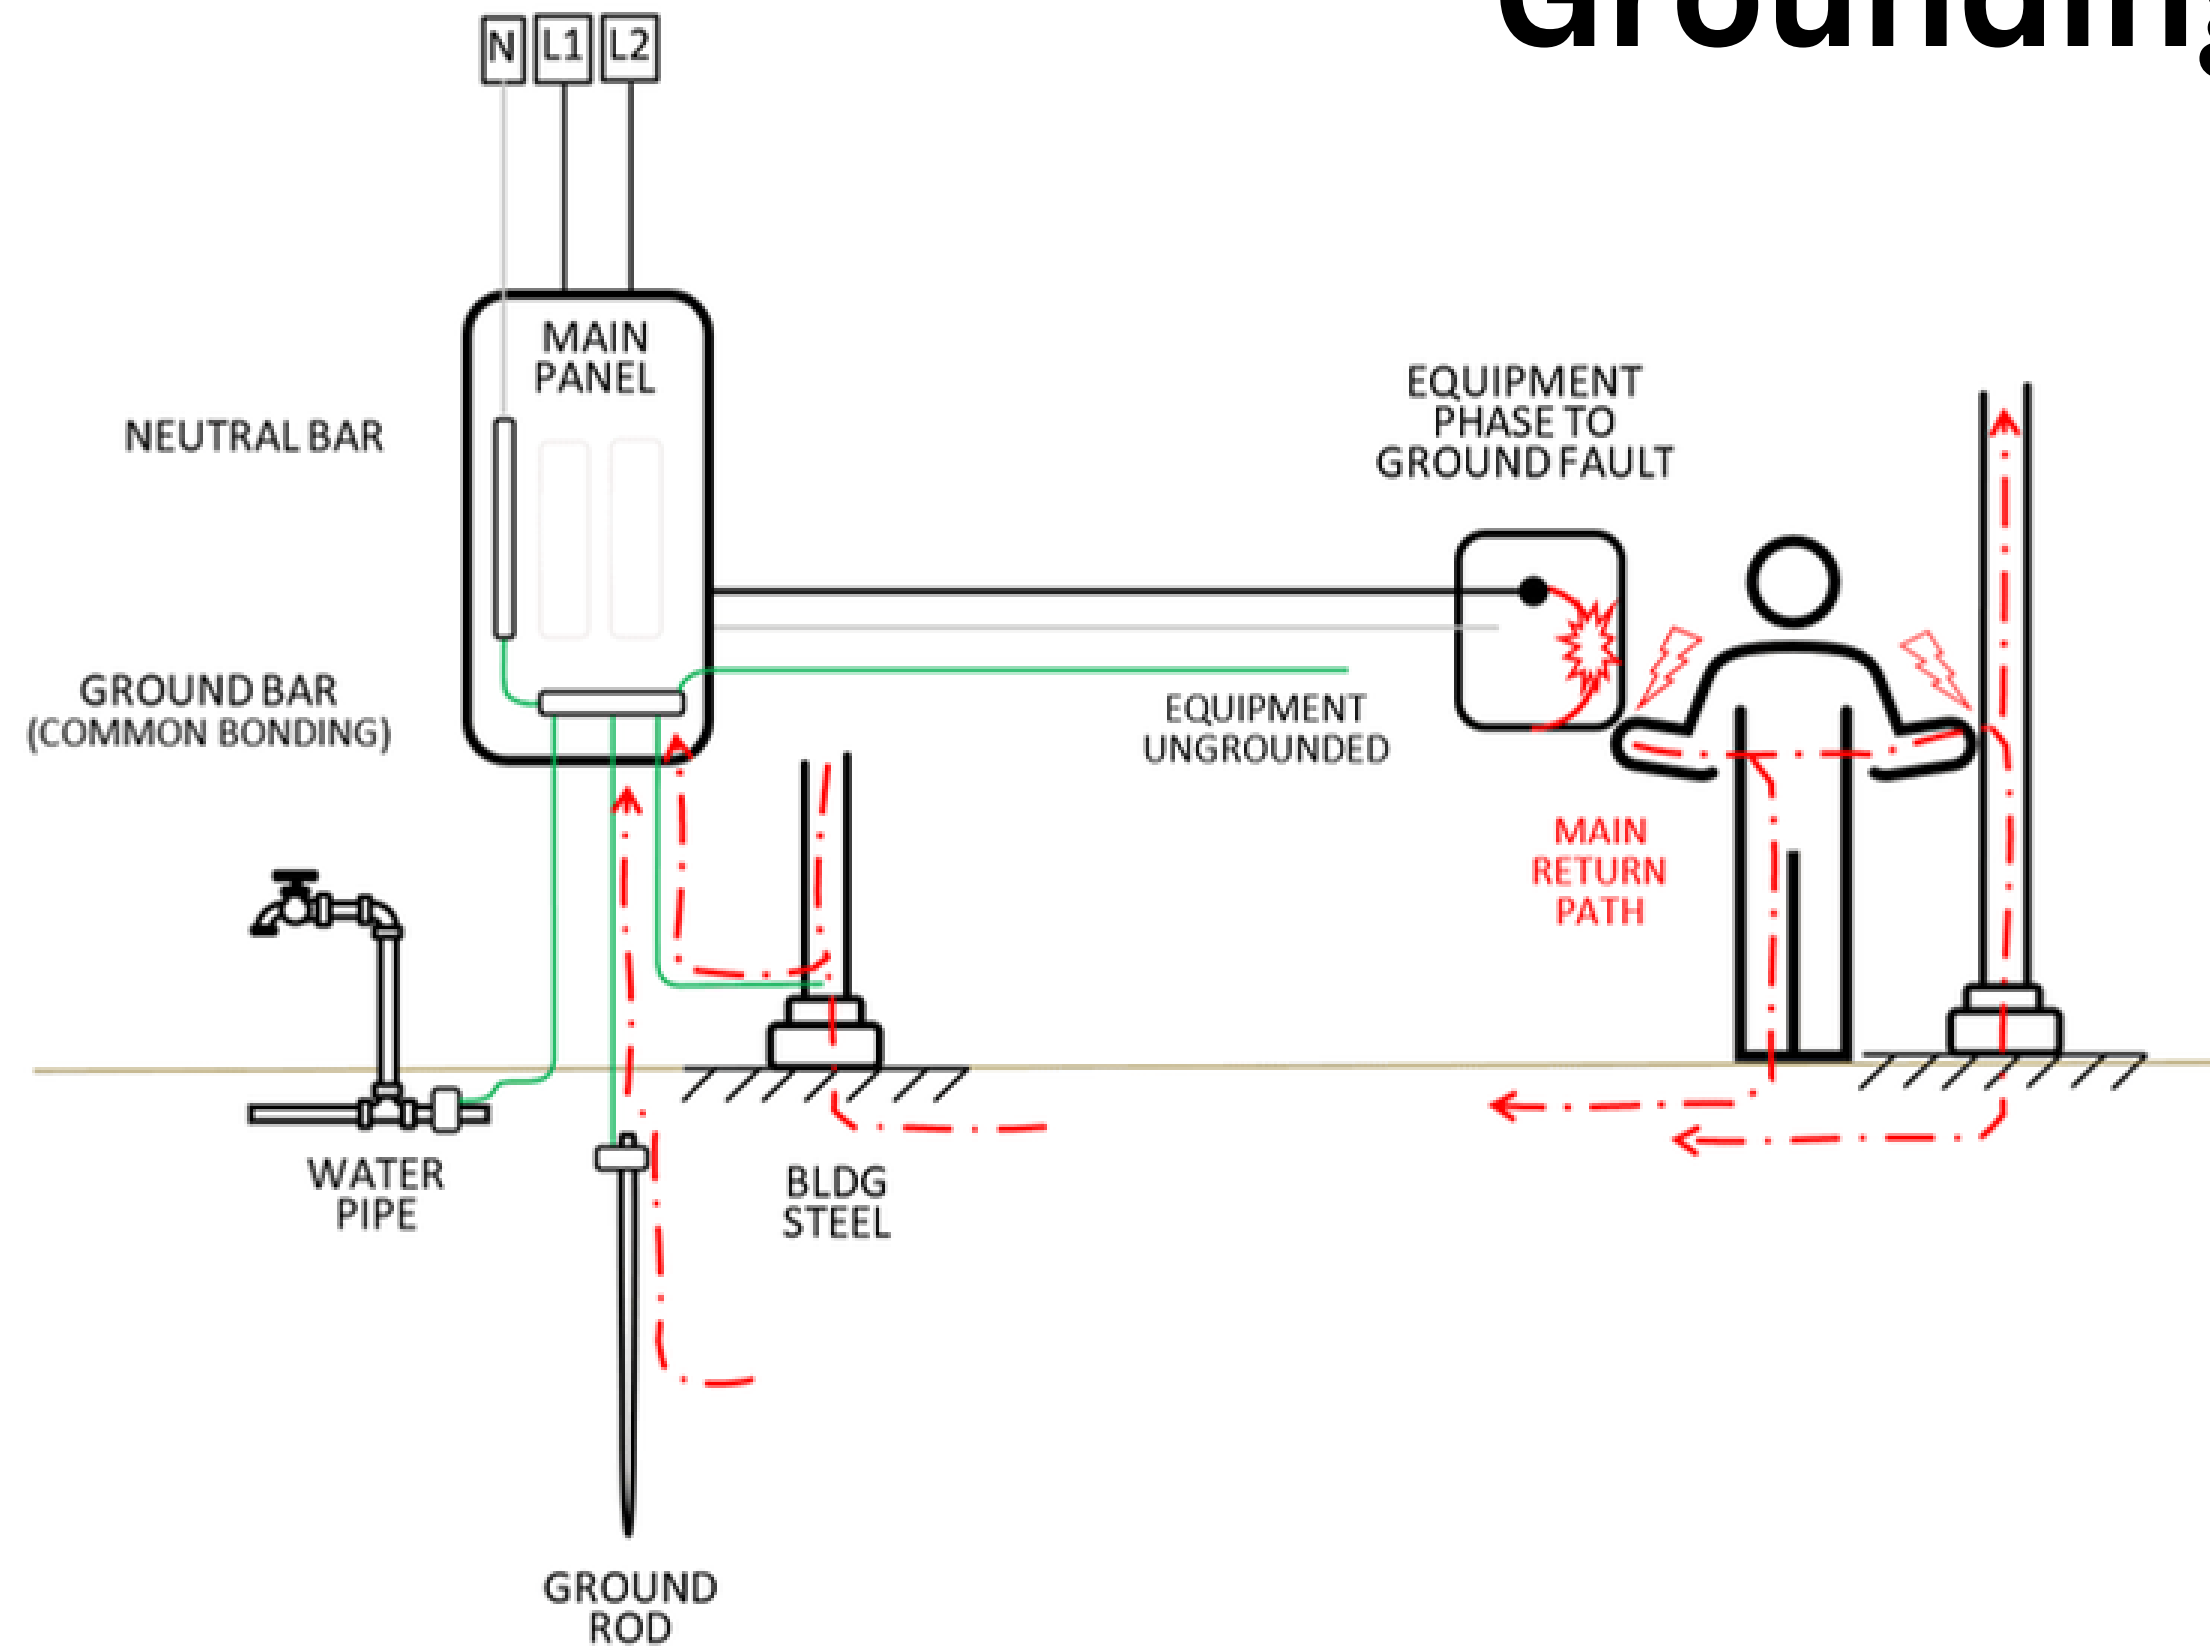 Grounding
N L1 L2
MAIN
PANEL
NEUTRAL BAR
EQUIPMENT
PHASE TO
GROUND FAULT
GROUND BAR
(COMMON BONDING)
EQUIPMENT
UNGROUNDED
MAIN
RETURN
PATH
WATER
PIPE
BLDG
STEEL
GROUND
ROD